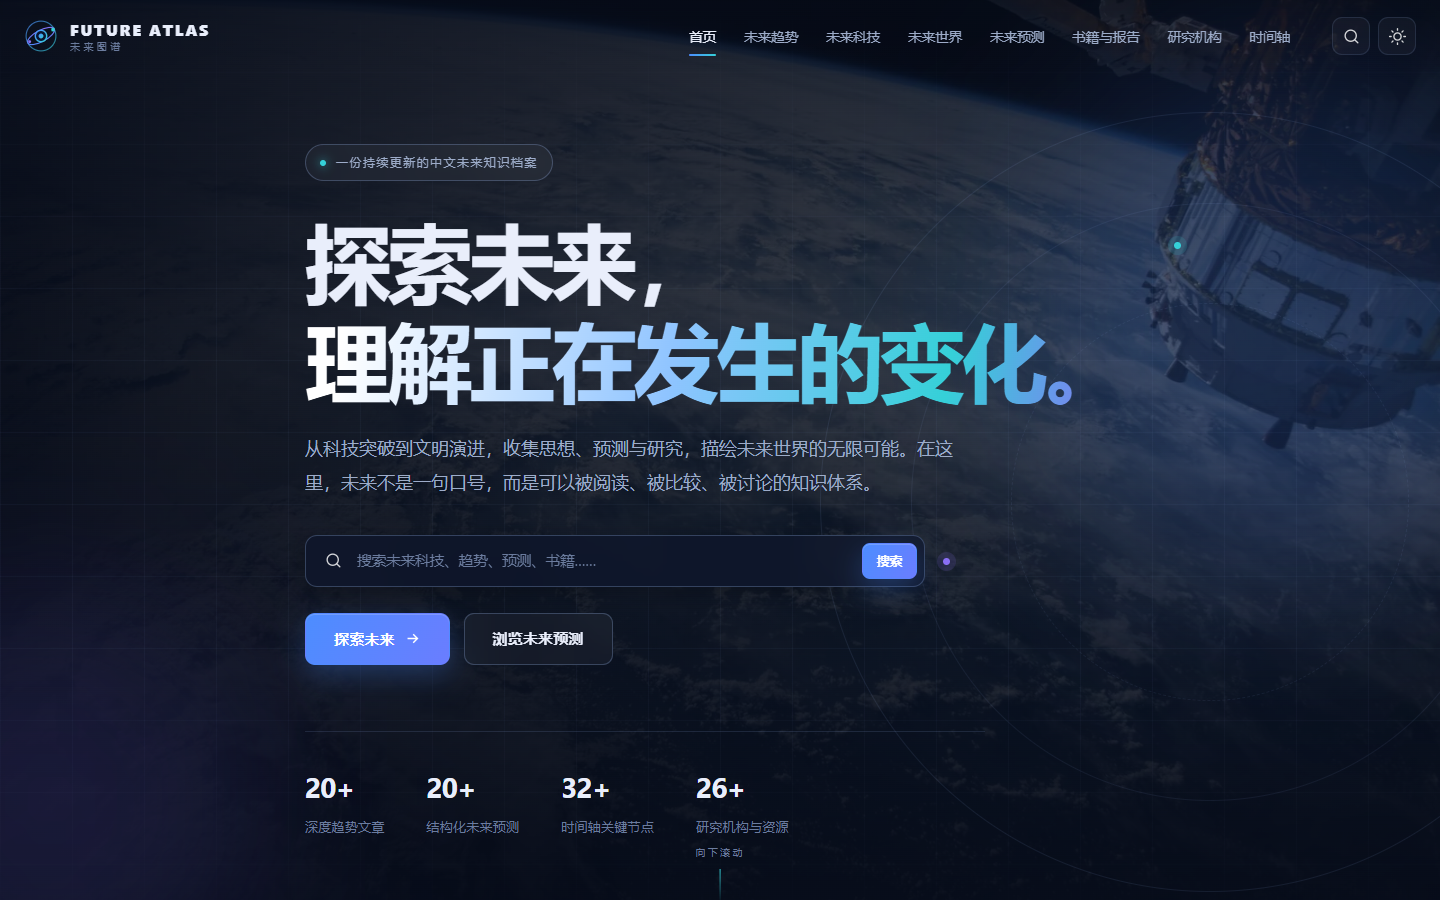 FUTURE ATLAS
未来图谱
首页 未来趋势 未来科技 未来世界 未来预测 书籍与报告 研究机构 时间轴
一份持续更新的中文未来知识档案
探索未来，
理解正在发生的变化。
从科技突破到文明演进，收集思想、预测与研究，描绘未来世界的无限可能。在这
里，未来不是一句口号，而是可以被阅读、被比较、被讨论的知识体系。
搜索未来科技、趋势、预测、书籍…… 搜索
探索未来 → 浏览未来预测
20+ 20+ 32+ 26+
深度趋势文章 结构化未来预测 时间轴关键节点 研究机构与资源
向下滚动